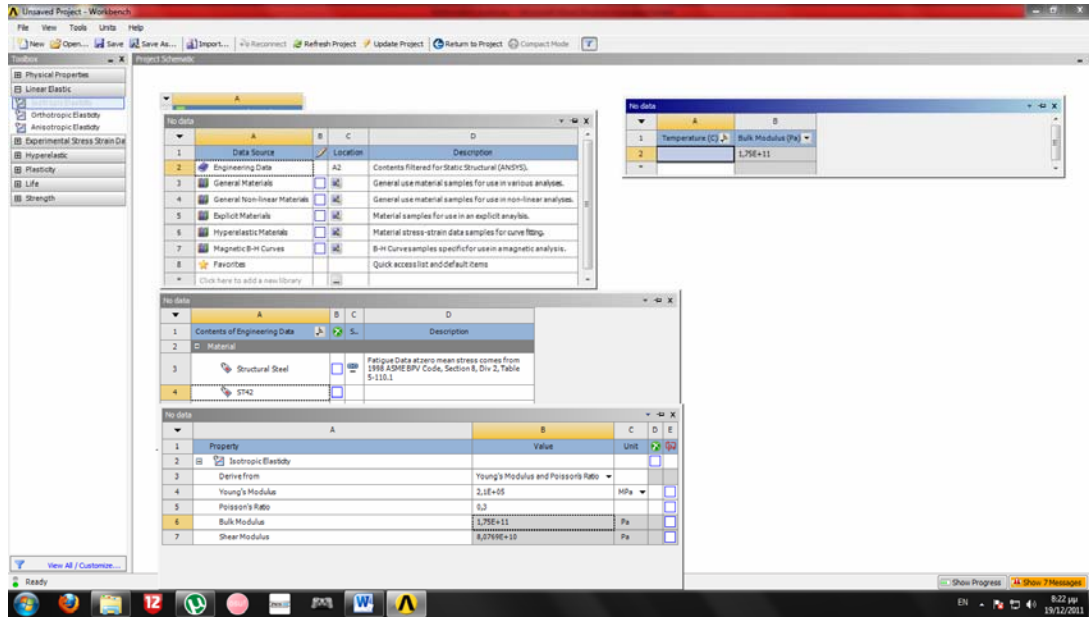 Unsaved Project - Workbench
File View Tools Units Help
New Open... Save Save As... Import... Reconnect Refresh Project Update Project Return to Project Compact Mode
Toolbox Project Schematic
Physical Properties
Linear Elastic
Isotropic Elasticity
Orthotropic Elasticity
Anisotropic Elasticity
Experimental Stress Strain Da
Hyperelastic
Plasticity
Life
Strength
View All / Customize...
A
No data
A B C D
1 Data Source Location Description
2 Engineering Data A2 Contents filtered for Static Structural (ANSYS).
3 General Materials General use material samples for use in various analyses.
4 General Non-linear Materials General use material samples for use in non-linear analyses.
5 Explicit Materials Material samples for use in an explicit anaylsis.
6 Hyperelastic Materials Material stress-strain data samples for curve fitting.
7 Magnetic B-H Curves B-H Curve samples specific for use in a magnetic analysis.
8 Favorites Quick access list and default items
* Click here to add a new library ...
No data
A B C D
1 Contents of Engineering Data S.. Description
2 Material
3 Structural Steel Fatigue Data at zero mean stress comes from
1998 ASME BPV Code, Section 8, Div 2, Table
5-110.1
4 ST42
No data
A B C D E
1 Property Value Unit
2 Isotropic Elasticity
3 Derive from Young's Modulus and Poisson's Ratio
4 Young's Modulus 2,1E+05 MPa
5 Poisson's Ratio 0,3
6 Bulk Modulus 1,75E+11 Pa
7 Shear Modulus 8,0769E+10 Pa
No data
A B
1 Temperature (C) Bulk Modulus (Pa)
2 1,75E+11
*
Ready Show Progress Show 7 Messages
12 W EN 8:22 μμ
19/12/2011